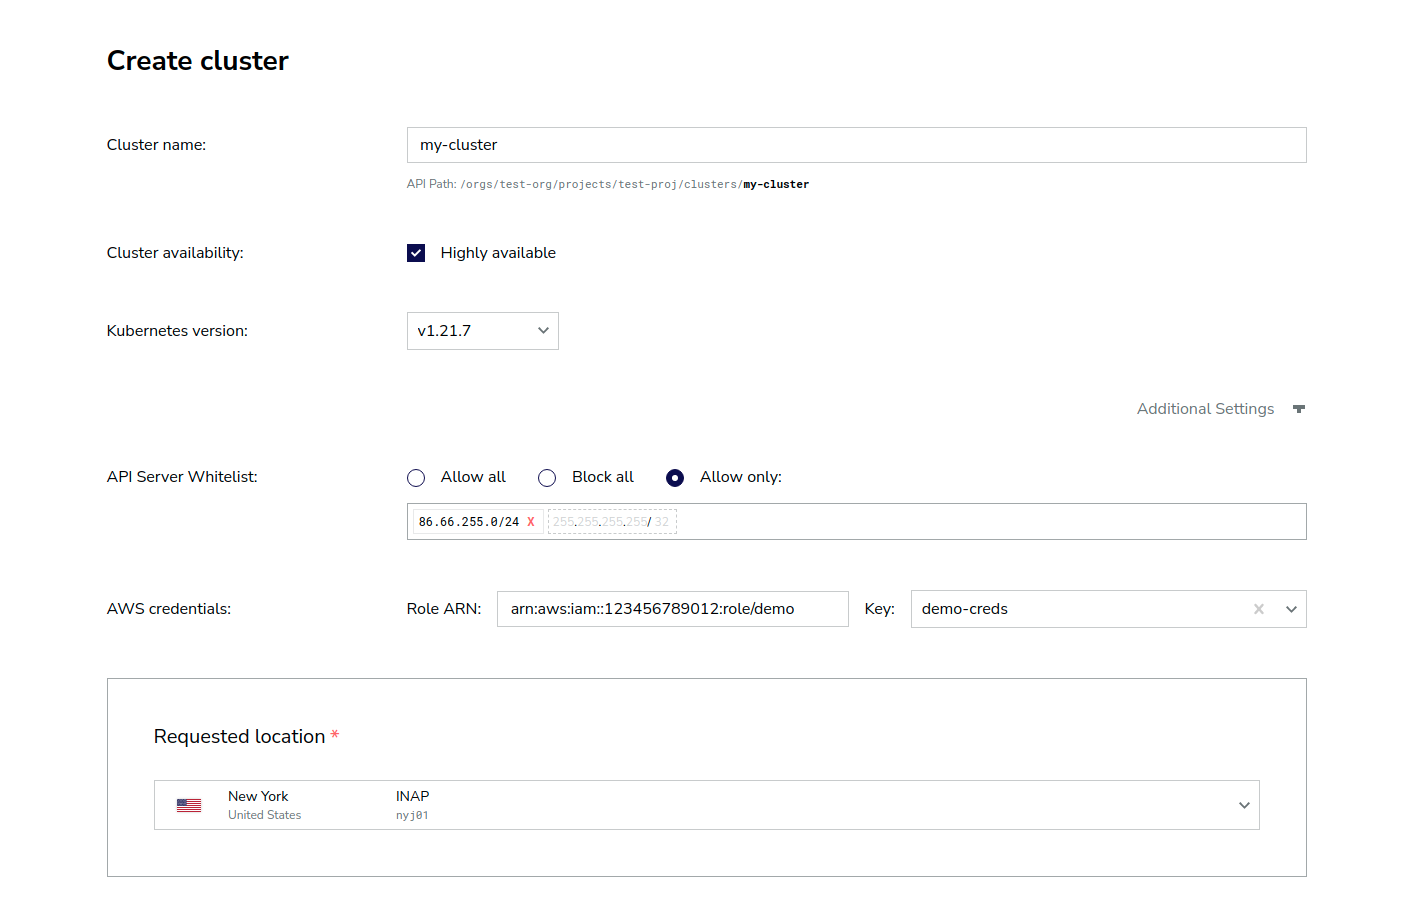 Create cluster
Cluster name: my-cluster
API Path: /orgs/test-org/projects/test-proj/clusters/my-cluster
Cluster availability: Highly available
Kubernetes version: v1.21.7
Additional Settings
API Server Whitelist: Allow all Block all Allow only:
86.66.255.0/24 X 255.255.255.255/ 32
AWS credentials: Role ARN: arn:aws:iam::123456789012:role/demo Key: demo-creds
Requested location *
New York INAP
United States nyj01